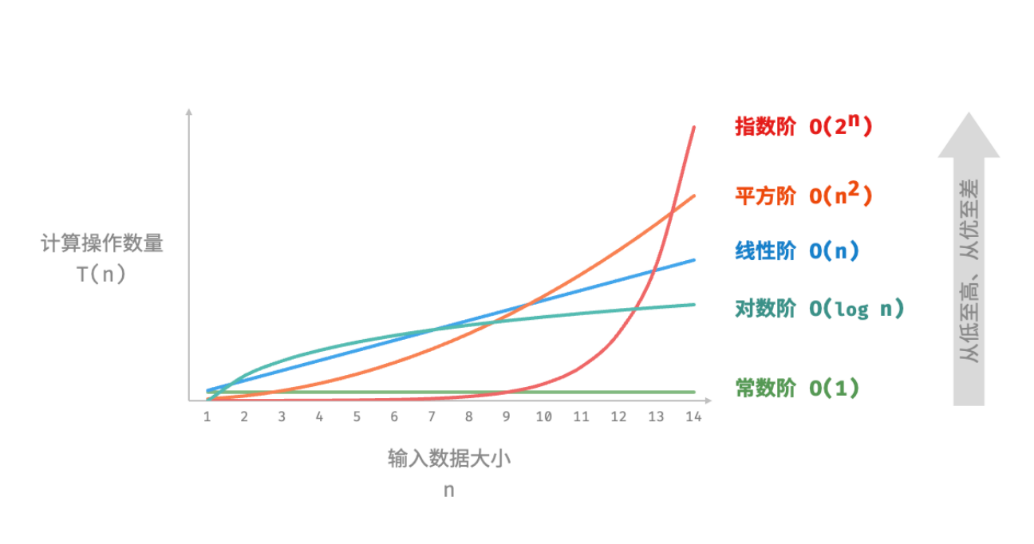 指数阶 O(2ⁿ)
平方阶 O(n²)
线性阶 O(n)
对数阶 O(log n)
常数阶 O(1)
从低至高、从优至差
计算操作数量
T(n)
1 2 3 4 5 6 7 8 9 10 11 12 13 14
输入数据大小
n